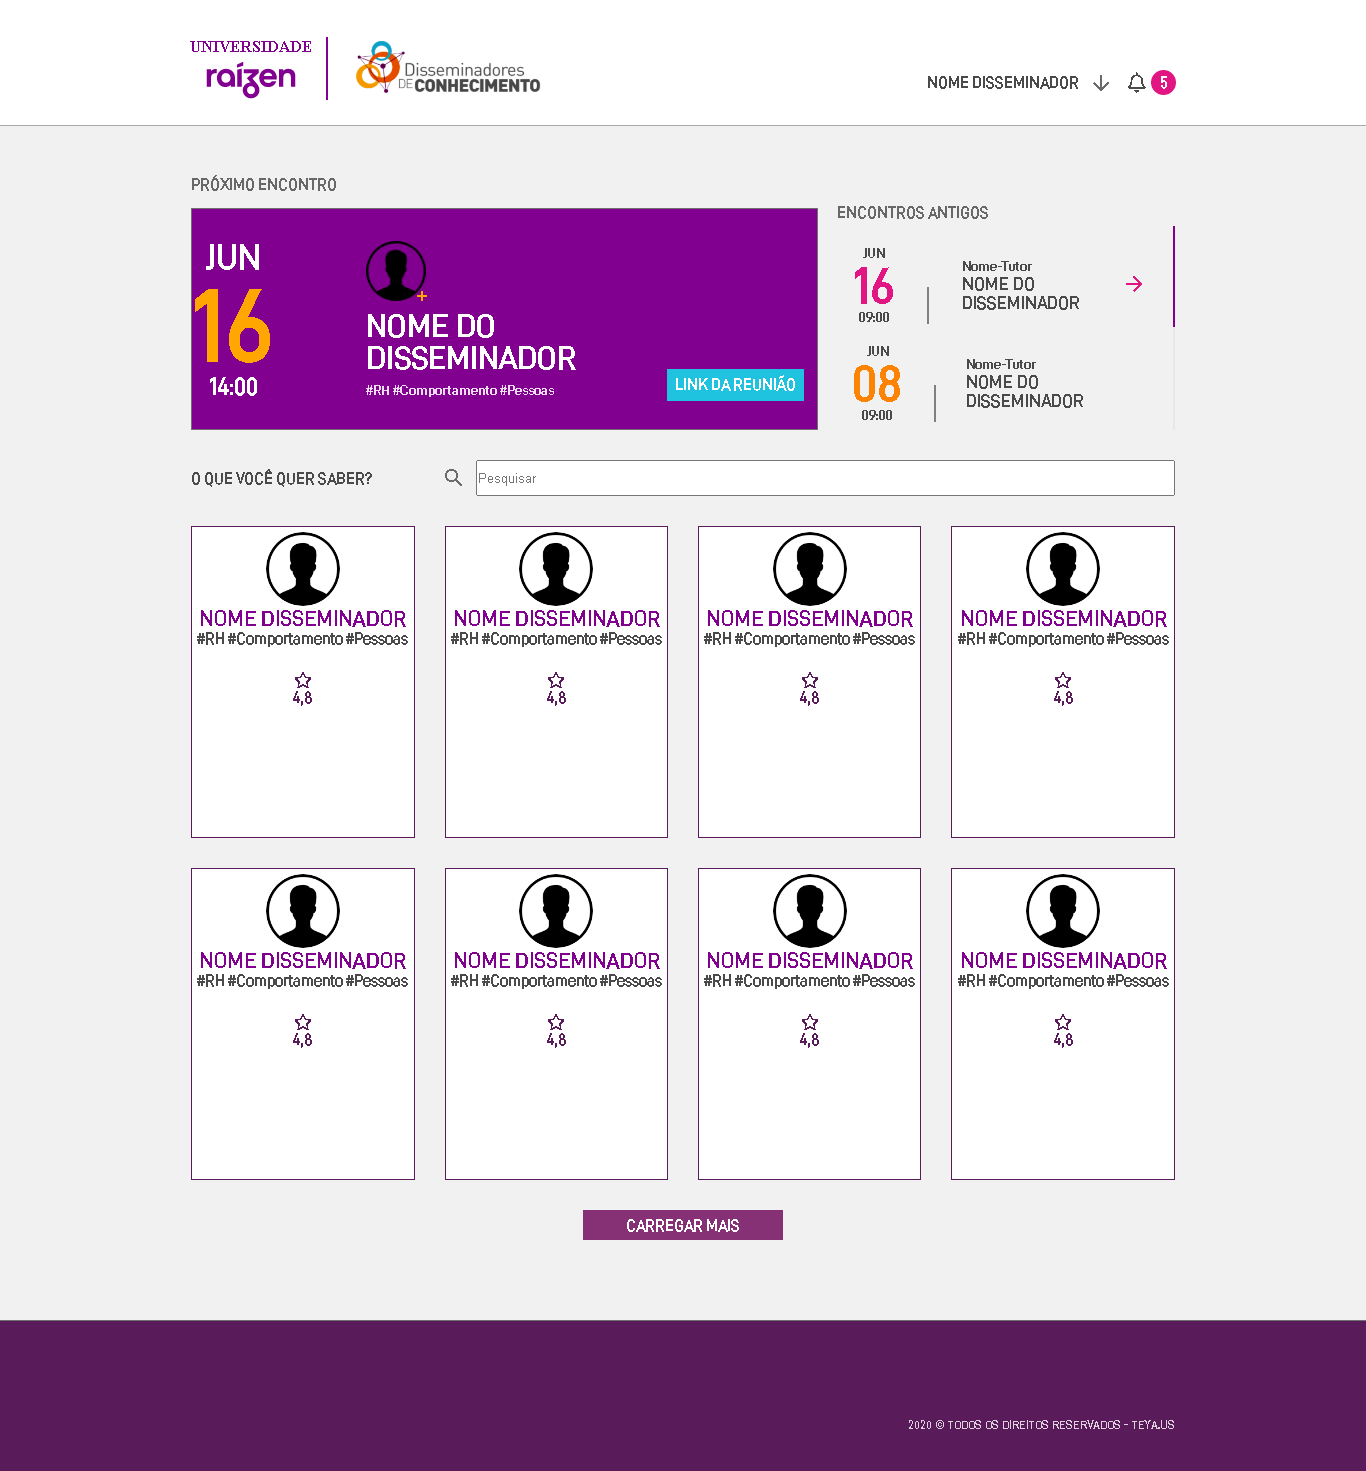 UNIVERSIDADE
raízen
Disseminadores
DE CONHECIMENTO
NOME DISSEMINADOR
5
PRÓXIMO ENCONTRO
JUN
16
14:00
NOME DO
DISSEMINADOR
#RH #Comportamento #Pessoas
LINK DA REUNIÃO
ENCONTROS ANTIGOS
JUN
16
09:00
Nome-Tutor
NOME DO
DISSEMINADOR
JUN
08
09:00
Nome-Tutor
NOME DO
DISSEMINADOR
O QUE VOCÊ QUER SABER?
Pesquisar
NOME DISSEMINADOR
#RH #Comportamento #Pessoas
4,8
NOME DISSEMINADOR
#RH #Comportamento #Pessoas
4,8
NOME DISSEMINADOR
#RH #Comportamento #Pessoas
4,8
NOME DISSEMINADOR
#RH #Comportamento #Pessoas
4,8
NOME DISSEMINADOR
#RH #Comportamento #Pessoas
4,8
NOME DISSEMINADOR
#RH #Comportamento #Pessoas
4,8
NOME DISSEMINADOR
#RH #Comportamento #Pessoas
4,8
NOME DISSEMINADOR
#RH #Comportamento #Pessoas
4,8
CARREGAR MAIS
2020 © TODOS OS DIREITOS RESERVADOS - TEYA.US